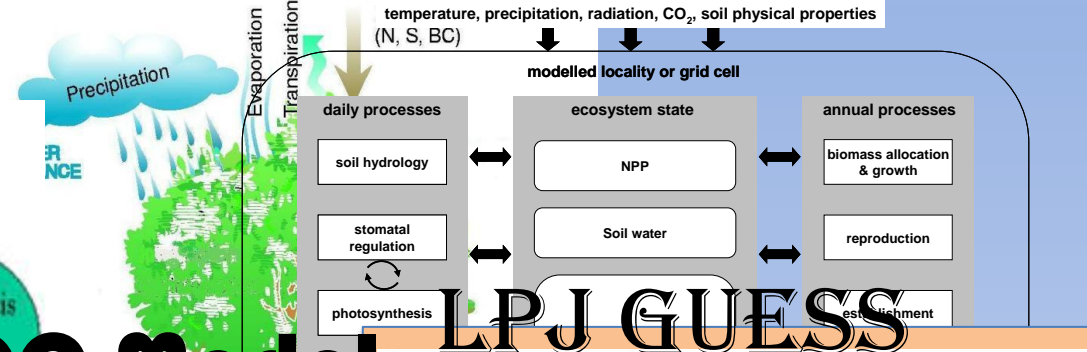 temperature, precipitation, radiation, CO2, soil physical properties
(N, S, BC)
Evaporation
Transpiration
Precipitation
modelled locality or grid cell
daily processes
soil hydrology
stomatal
regulation
photosynthesis
ecosystem state
NPP
Soil water
annual processes
biomass allocation
& growth
reproduction
establishment
LPJ GUESS